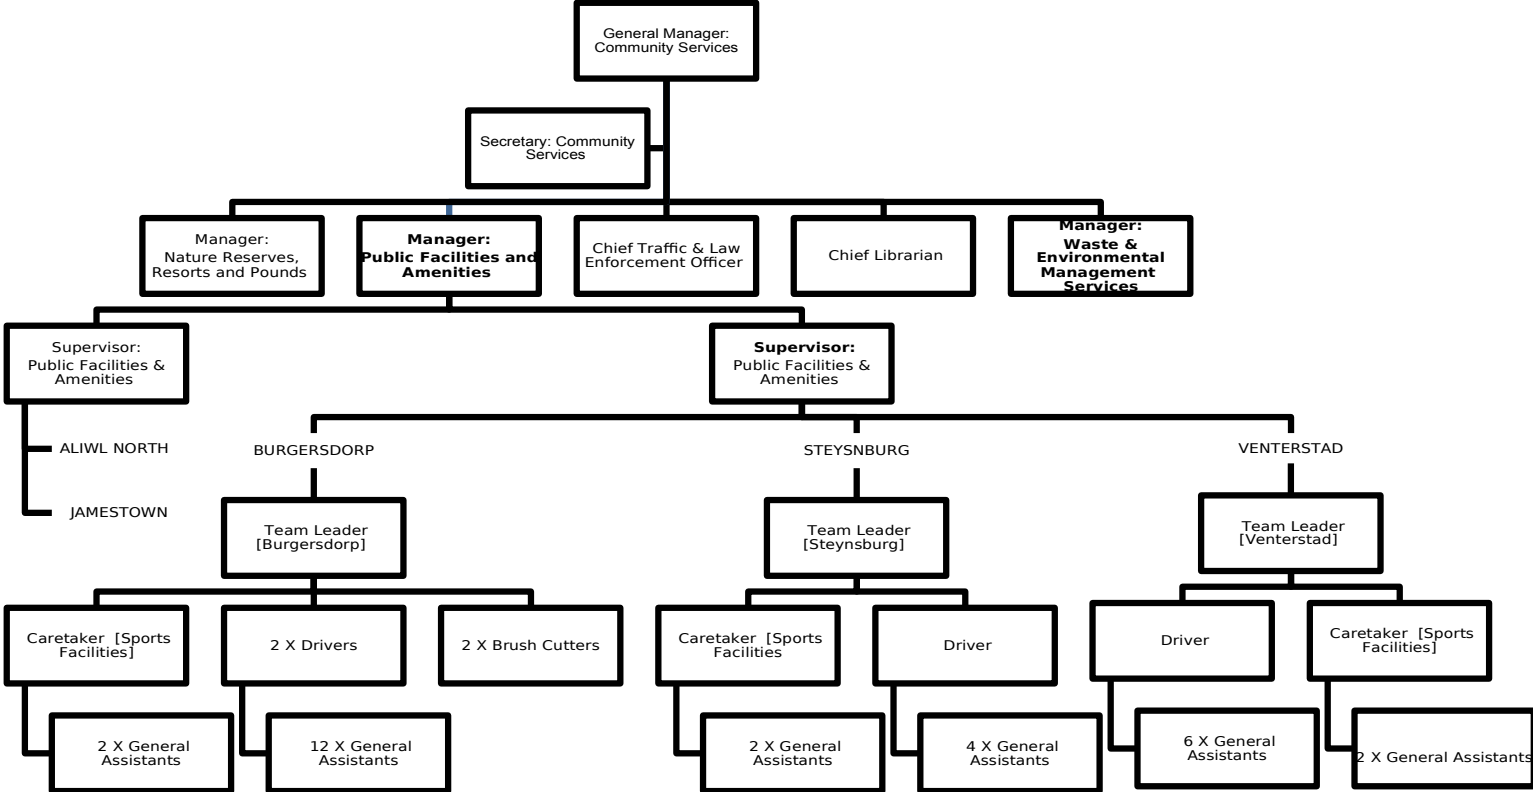 General Manager:
Community Services
Secretary: Community
Services
Manager:
Nature Reserves,
Resorts and Pounds
Manager:
Public Facilities and
Amenities
Chief Traffic & Law
Enforcement Officer
Chief Librarian
Manager:
Waste &
Environmental
Management
Services
Supervisor:
Public Facilities &
Amenities
Supervisor:
Public Facilities &
Amenities
ALIWL NORTH
JAMESTOWN
BURGERSDORP
STEYSNBURG
VENTERSTAD
Team Leader
[Burgersdorp]
Team Leader
[Steynsburg]
Team Leader
[Venterstad]
Caretaker [Sports
Facilities]
2 X Drivers
2 X Brush Cutters
Caretaker [Sports
Facilities
Driver
Driver
Caretaker [Sports
Facilities]
2 X General
Assistants
12 X General
Assistants
2 X General
Assistants
4 X General
Assistants
6 X General
Assistants
2 X General Assistants